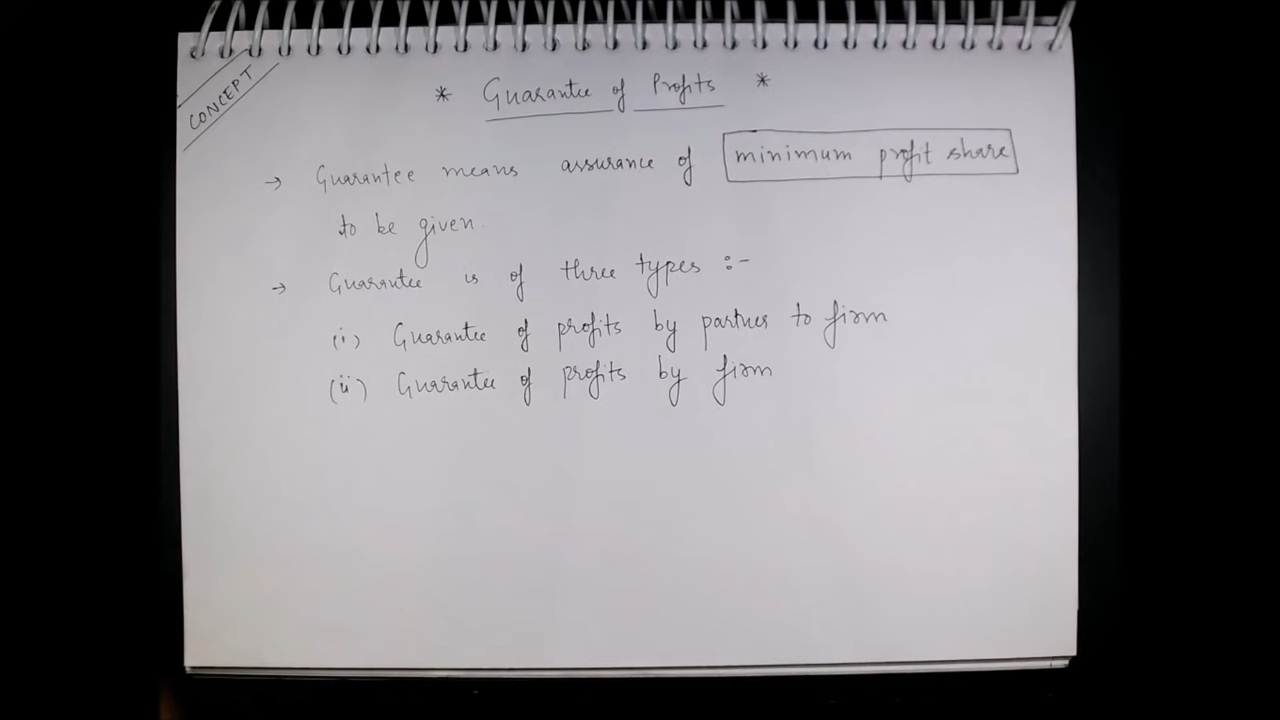 CONCEPT
* Guarantee of Profits *
→ Guarantee means assurance of minimum profit share
to be given.
→ Guarantee is of three types :-
(i) Guarantee of profits by partner to firm
(ii) Guarantee of profits by firm